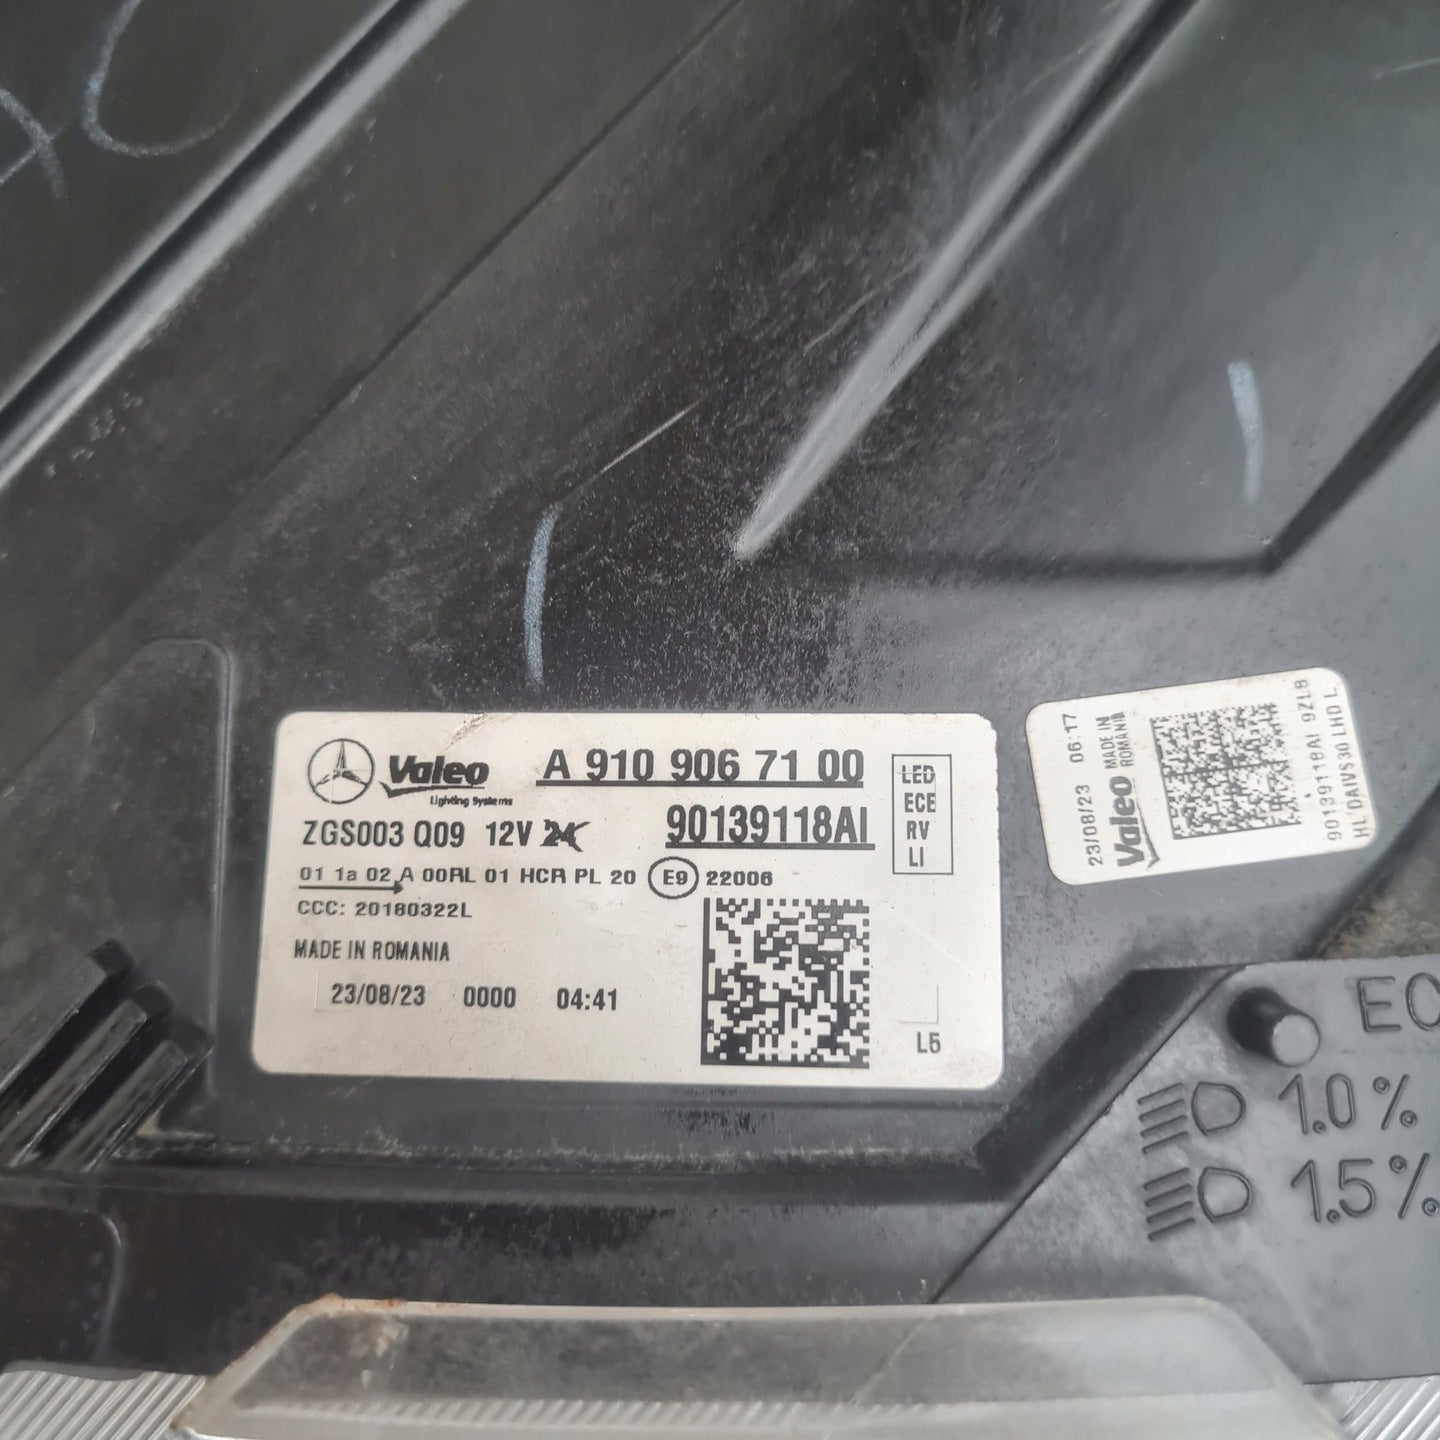 Valeo
Lighting Systems
A 910 906 71 00
ZGS003 Q09 12V 24
90139118AI
LED
ECE
RV
LI
01 1a 02 A 00RL 01 HCR PL 20 E9 22006
CCC: 20180322L
MADE IN ROMANIA
23/08/23 0000 04:41
L5
23/08/23 06:17
Valeo
MADE IN
ROMANIA
90139118AI 9ZL8
HL DAIVS30 LHD L
1.0%
1.5%